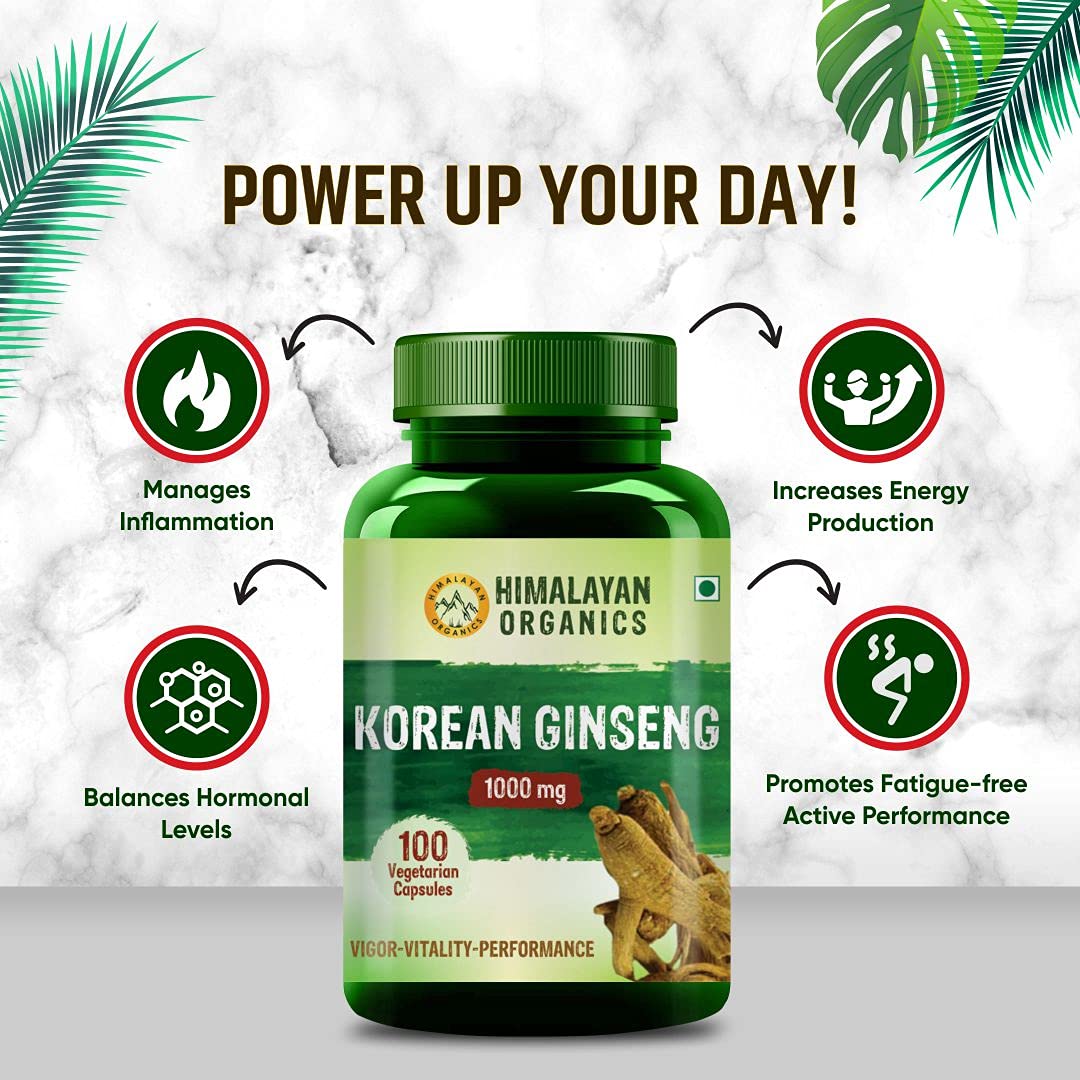 POWER UP YOUR DAY!
Manages
Inflammation
Increases Energy
Production
Balances Hormonal
Levels
Promotes Fatigue-free
Active Performance
HIMALAYAN
ORGANICS
HIMALAYAN
ORGANICS
KOREAN GINSENG
1000 mg
100
Vegetarian
Capsules
VIGOR-VITALITY-PERFORMANCE